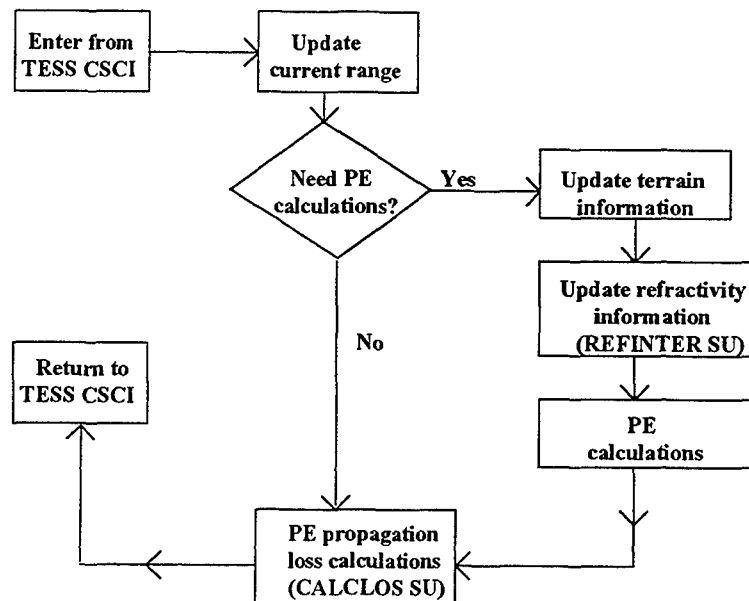 Enter from
TESS CSCI
Update
current range
Need PE
calculations?
Yes
Update terrain
information
Update refractivity
information
(REFINTER SU)
No
Return to
TESS CSCI
PE
calculations
PE propagation
loss calculations
(CALCLOS SU)